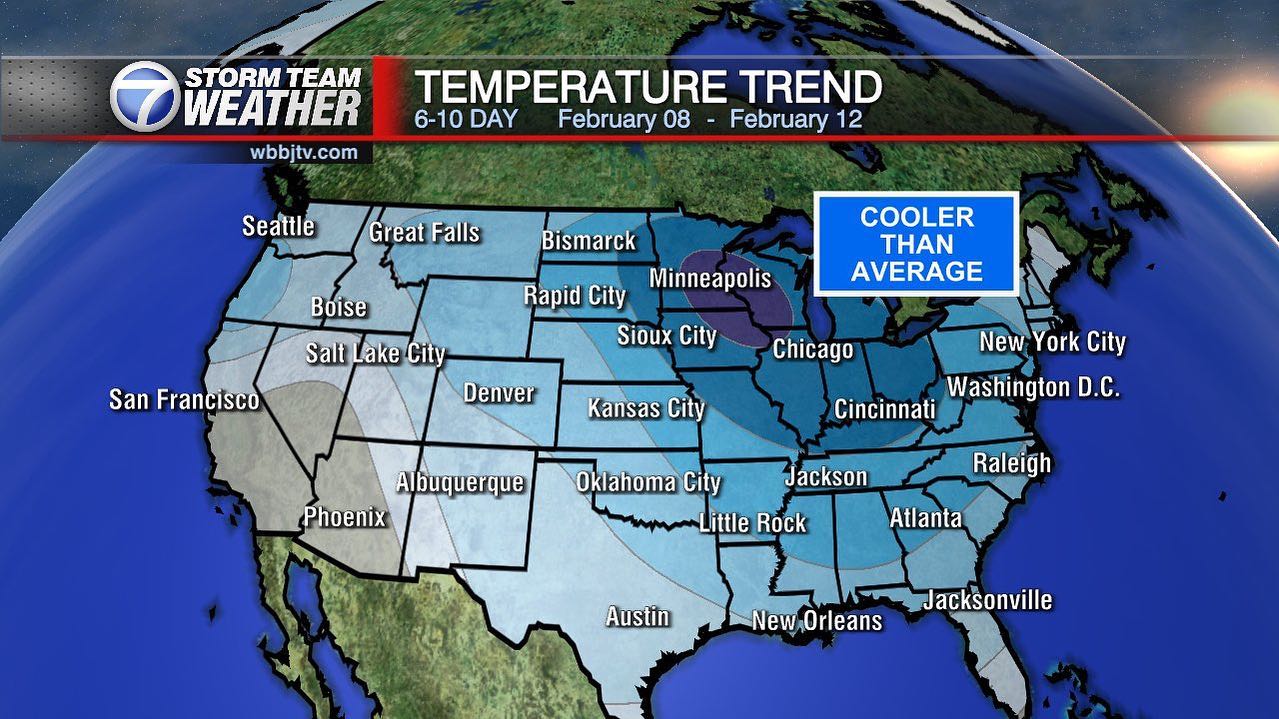 7 STORM TEAM
WEATHER
wbbjtv.com
TEMPERATURE TREND
6-10 DAY February 08 - February 12
COOLER
THAN
AVERAGE
Seattle
Great Falls
Bismarck
Minneapolis
Rapid City
Boise
Sioux City
Salt Lake City
Chicago
New York City
San Francisco
Denver
Kansas City
Cincinnati
Washington D.C.
Albuquerque
Oklahoma City
Jackson
Raleigh
Phoenix
Little Rock
Atlanta
Austin
New Orleans
Jacksonville